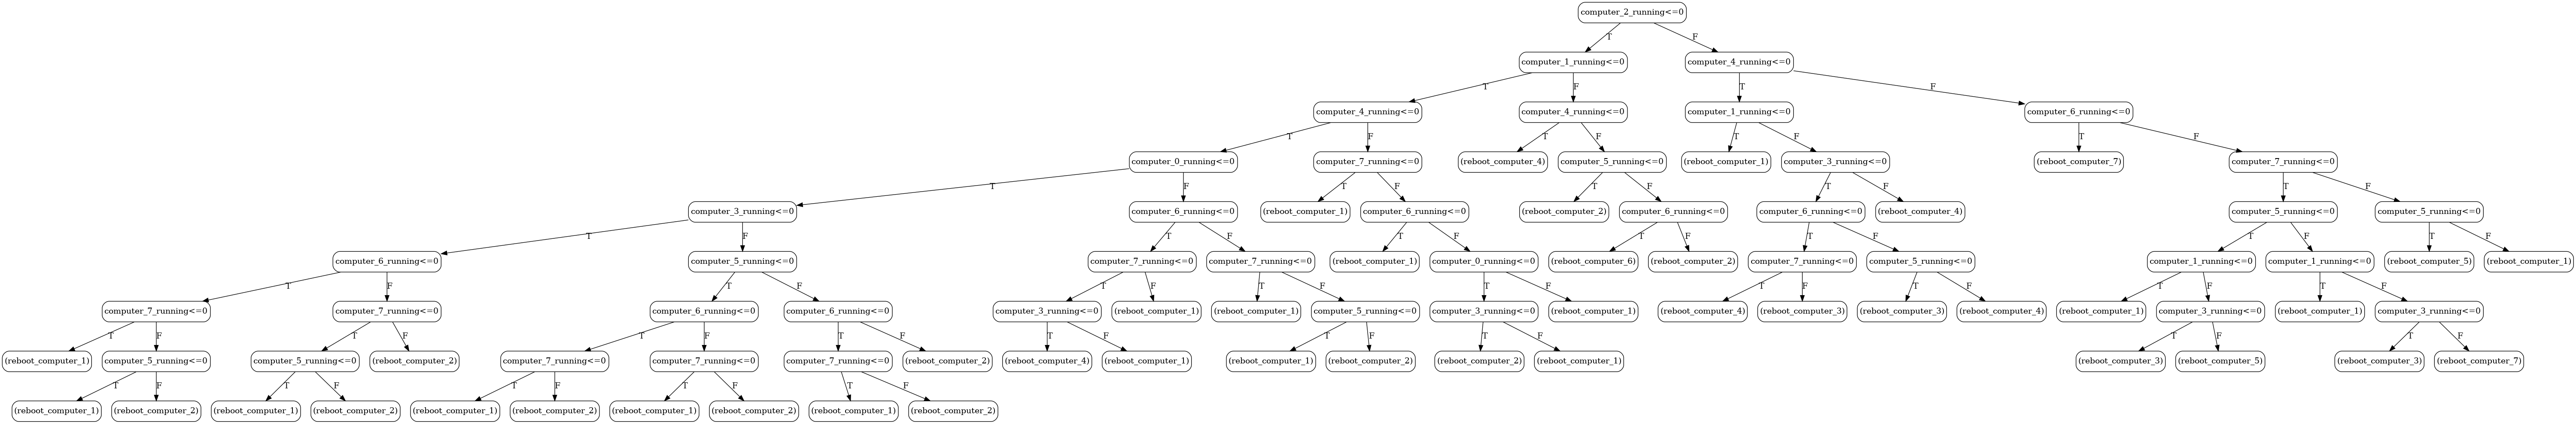 computer_2_running<=0
T F
computer_1_running<=0 computer_4_running<=0
T F T F
computer_4_running<=0 computer_4_running<=0 computer_1_running<=0 computer_6_running<=0
T F T F T F T F
computer_0_running<=0 computer_7_running<=0 (reboot_computer_4) computer_5_running<=0 (reboot_computer_1) computer_3_running<=0 (reboot_computer_7) computer_7_running<=0
T F T F T F T F T F
computer_3_running<=0 computer_6_running<=0 (reboot_computer_1) computer_6_running<=0 (reboot_computer_2) computer_6_running<=0 computer_6_running<=0 (reboot_computer_4) computer_5_running<=0 computer_5_running<=0
T F T F T F T F T F T F T F
computer_6_running<=0 computer_5_running<=0 computer_7_running<=0 computer_7_running<=0 (reboot_computer_1) computer_0_running<=0 (reboot_computer_6) (reboot_computer_2) computer_7_running<=0 computer_5_running<=0 computer_1_running<=0 computer_1_running<=0 (reboot_computer_5) (reboot_computer_1)
T F T F T F T F T F T F T F T F T F
computer_7_running<=0 computer_7_running<=0 computer_6_running<=0 computer_6_running<=0 computer_3_running<=0 (reboot_computer_1) (reboot_computer_1) computer_5_running<=0 computer_3_running<=0 (reboot_computer_1) (reboot_computer_4) (reboot_computer_3) (reboot_computer_3) (reboot_computer_4) (reboot_computer_1) computer_3_running<=0 (reboot_computer_1) computer_3_running<=0
T F T F T F T F T F T F T F T F T F
(reboot_computer_1) computer_5_running<=0 computer_5_running<=0 (reboot_computer_2) computer_7_running<=0 computer_7_running<=0 computer_7_running<=0 (reboot_computer_2) (reboot_computer_4) (reboot_computer_1) (reboot_computer_1) (reboot_computer_2) (reboot_computer_2) (reboot_computer_1) (reboot_computer_3) (reboot_computer_5) (reboot_computer_3) (reboot_computer_7)
T F T F T F T F T F
(reboot_computer_1) (reboot_computer_2) (reboot_computer_1) (reboot_computer_2) (reboot_computer_1) (reboot_computer_2) (reboot_computer_1) (reboot_computer_2) (reboot_computer_1) (reboot_computer_2)